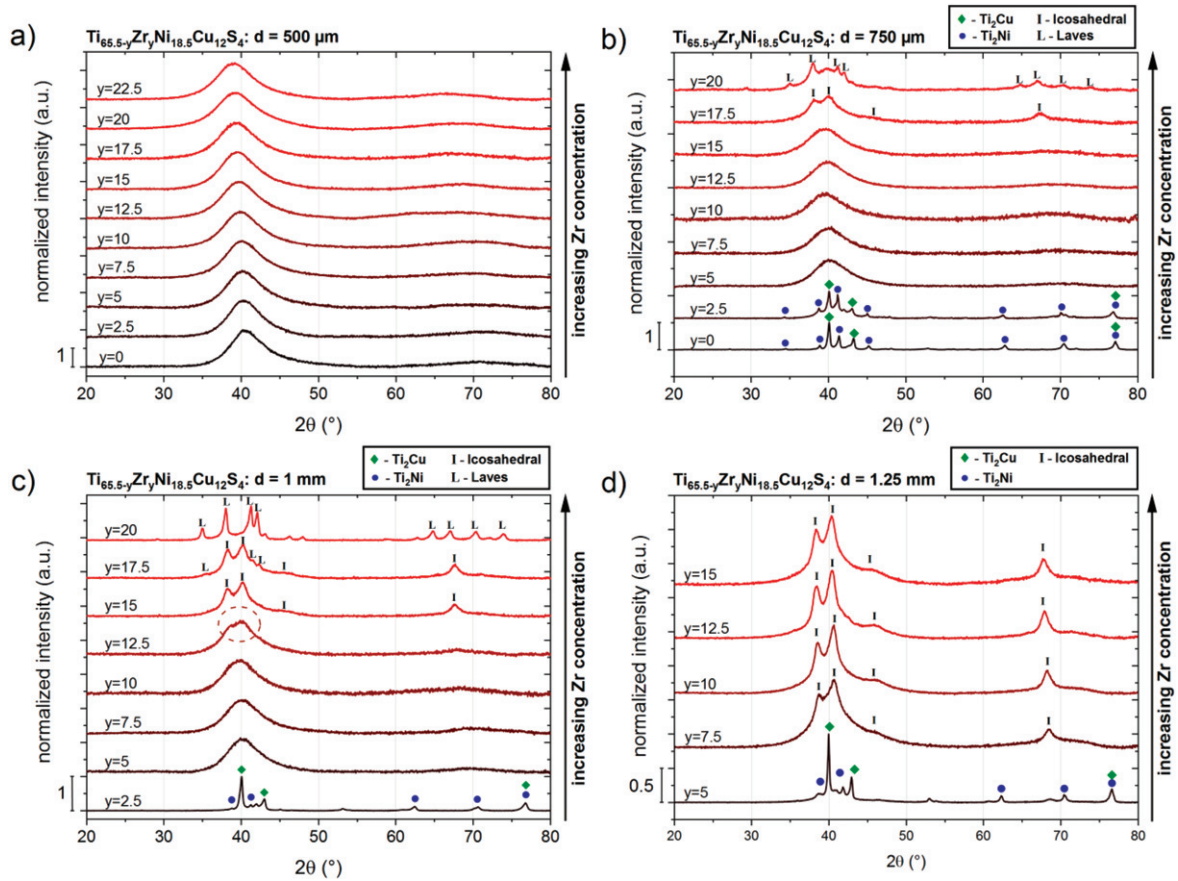 a)
Ti65.5-yZryNi18.5Cu12S4: d = 500 µm
normalized intensity (a.u.)
y=22.5
y=20
y=17.5
y=15
y=12.5
y=10
y=7.5
y=5
y=2.5
y=0
1
20 30 40 50 60 70 80
2θ (°)
increasing Zr concentration
b)
Ti65.5-yZryNi18.5Cu12S4: d = 750 µm
◆ - Ti2Cu I - Icosahedral
● - Ti2Ni L - Laves
normalized intensity (a.u.)
L L L L L L L L
y=20
I I I I
y=17.5
y=15
y=12.5
y=10
y=7.5
y=5
y=2.5
y=0
1
20 30 40 50 60 70 80
2θ (°)
increasing Zr concentration
c)
◆ - Ti2Cu I - Icosahedral
● - Ti2Ni L - Laves
Ti65.5-yZryNi18.5Cu12S4: d = 1 mm
normalized intensity (a.u.)
L L L L L L L L
y=20
L I I L L I I
y=17.5
I I I I
y=15
y=12.5
y=10
y=7.5
y=5
y=2.5
1
20 30 40 50 60 70 80
2θ (°)
increasing Zr concentration
d)
◆ - Ti2Cu I - Icosahedral
● - Ti2Ni
Ti65.5-yZryNi18.5Cu12S4: d = 1.25 mm
normalized intensity (a.u.)
I I I I
y=15
I I I I
y=12.5
I I I I
y=10
I I I I
y=7.5
y=5
0.5
20 30 40 50 60 70 80
2θ (°)
increasing Zr concentration